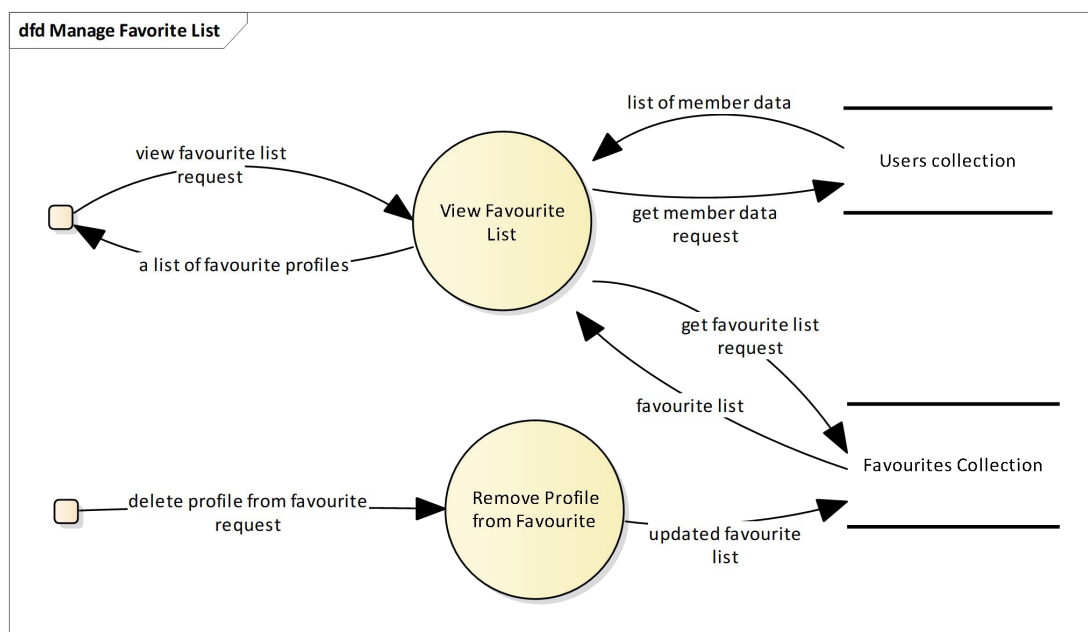 dfd Manage Favorite List
list of member data
view favourite list
request
Users collection
View Favourite
List
get member data
request
a list of favourite profiles
get favourite list
request
favourite list
Favourites Collection
delete profile from favourite
request
Remove Profile
from Favourite
updated favourite
list